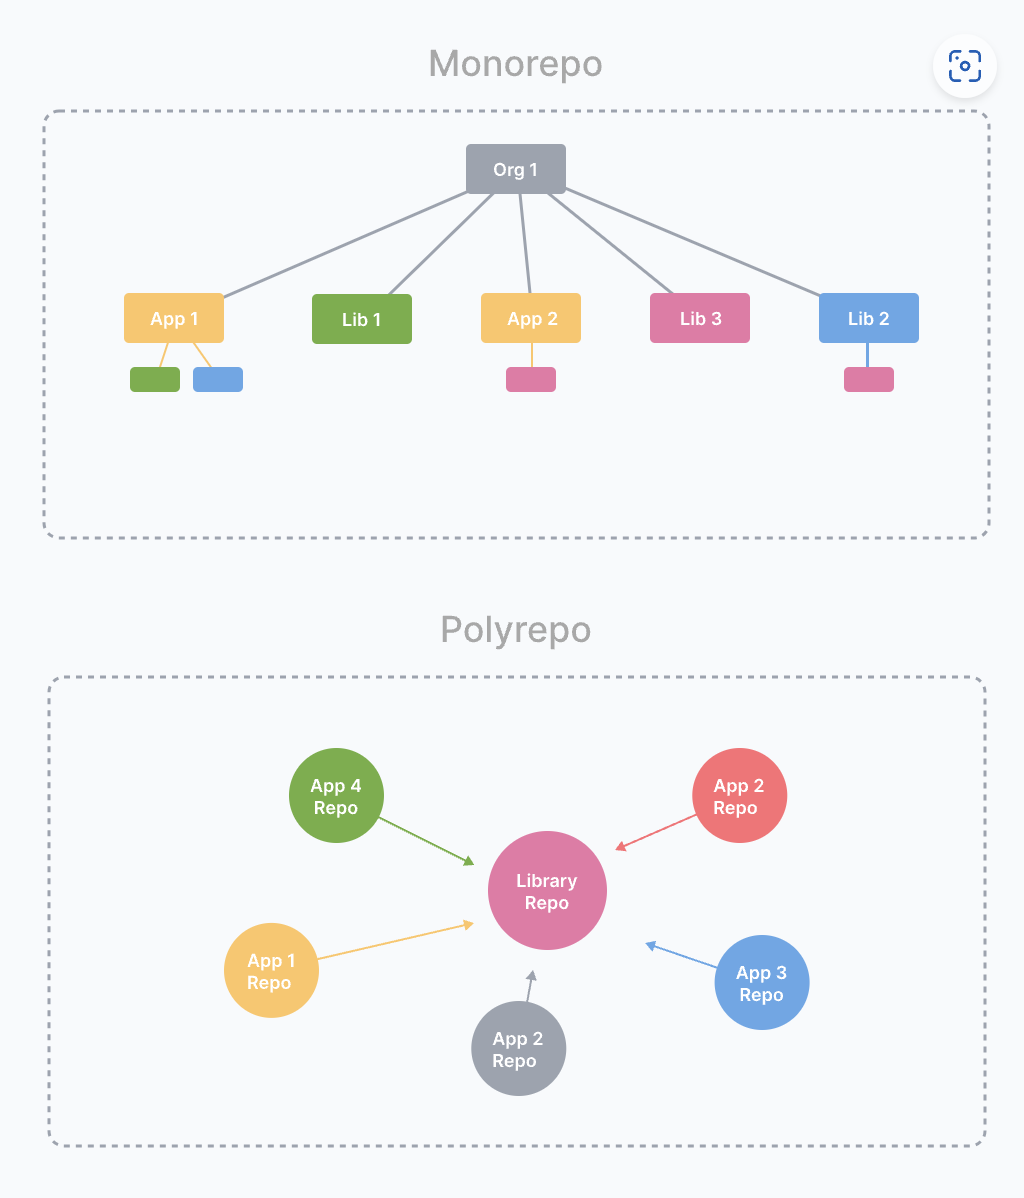 Monorepo
Org 1
App 1
Lib 1
App 2
Lib 3
Lib 2
Polyrepo
App 4
Repo
App 2
Repo
Library
Repo
App 1
Repo
App 3
Repo
App 2
Repo